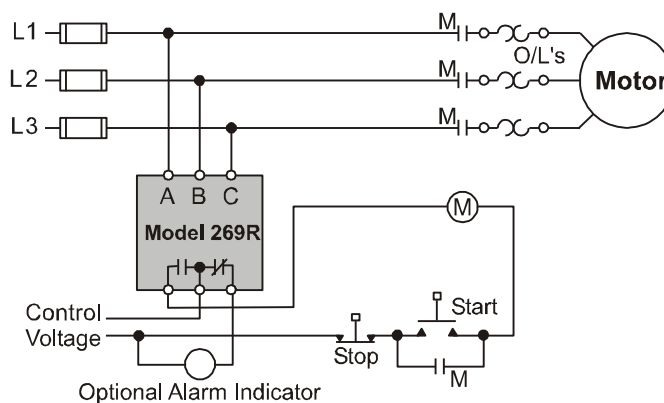 L1
M
O/L's
L2
M
Motor
L3
M
A B C
Model 269R
M
Control
Voltage
Start
Stop
M
Optional Alarm Indicator